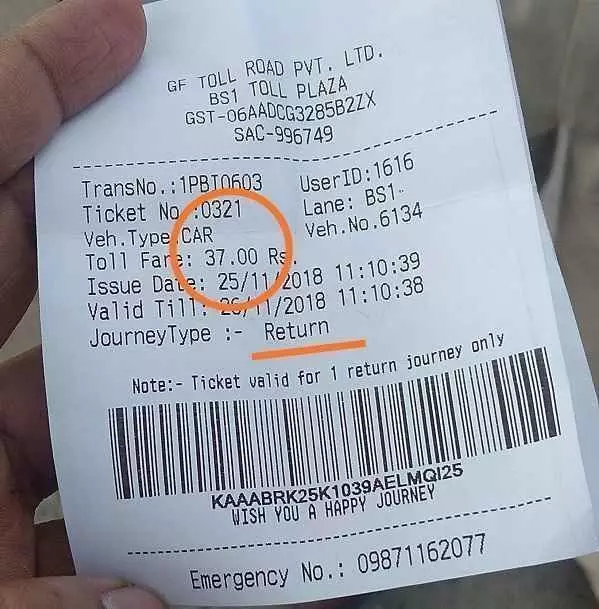 GF TOLL ROAD PVT. LTD.
BS1 TOLL PLAZA
GST-06AADCG3285B2ZX
SAC-996749
TransNo.:1PBT0603 UserID:1616
Ticket No :0321 Lane: BS1
Veh.Type CAR Veh.No.6134
Toll Fare: 37.00 Rs.
Issue Date: 25/11/2018 11:10:39
Valid Till: 26/11/2018 11:10:38
JourneyType :- Return
Note:- Ticket valid for 1 return journey only
KAAABRK25K1039AELMQI25
WISH YOU A HAPPY JOURNEY
Emergency No.: 09871162077